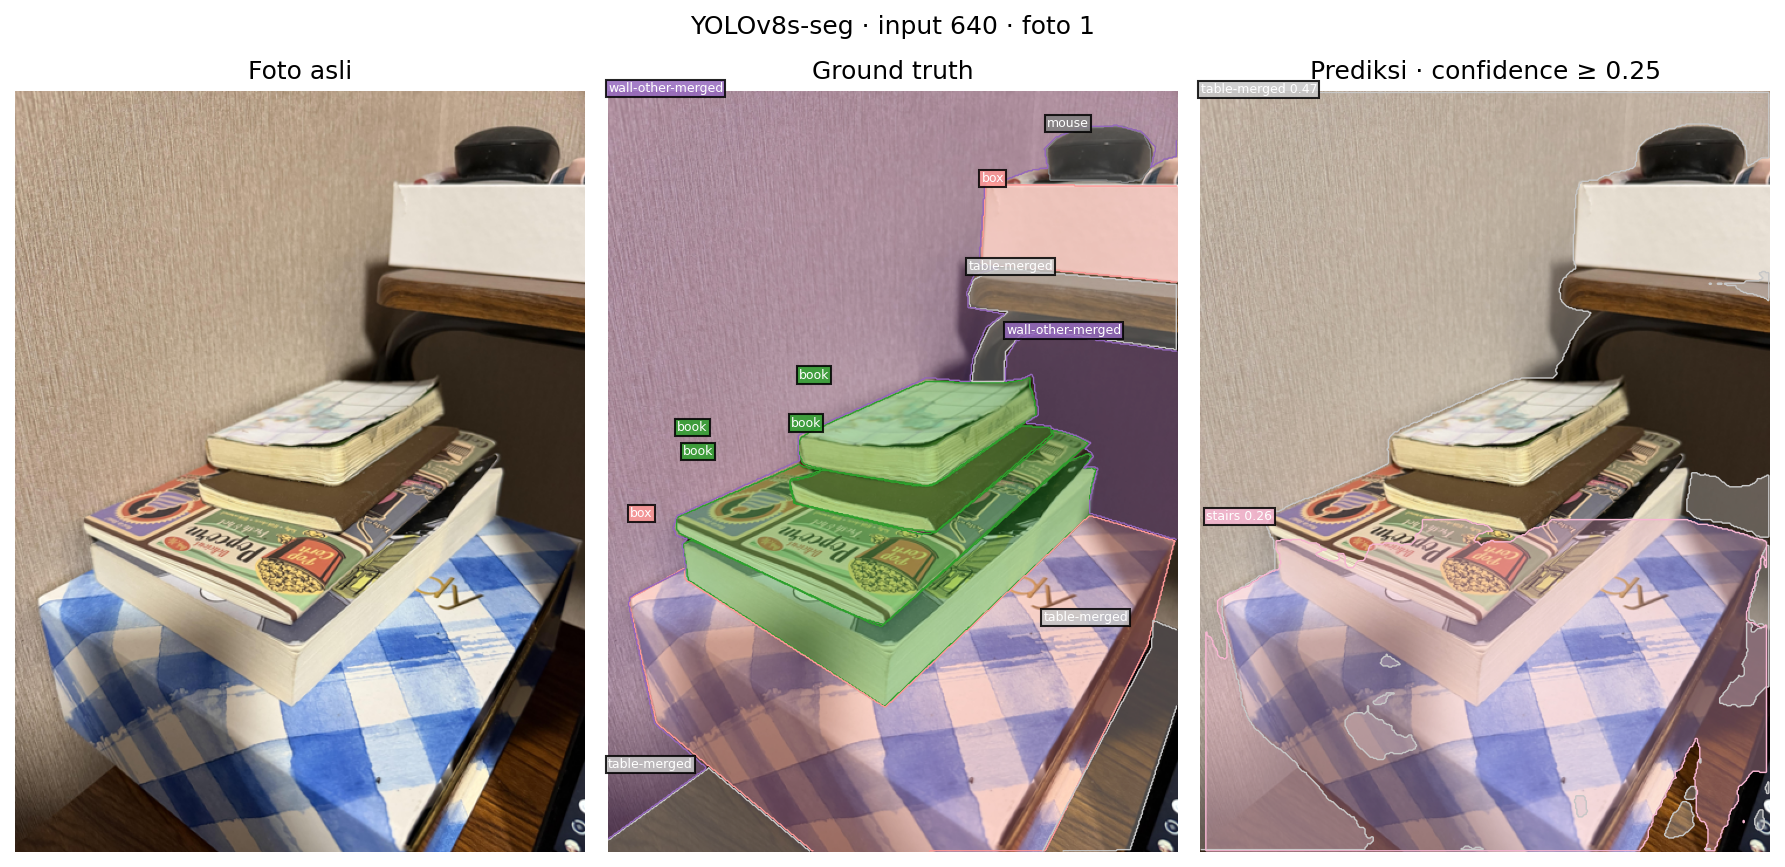 YOLOv8s-seg · input 640 · foto 1
Foto asli
Ground truth
Prediksi · confidence ≥ 0.25
wall-other-merged
mouse
box
table-merged
wall-other-merged
book
book
book
book
box
table-merged
table-merged
table-merged 0.47
stairs 0.26
Popcorn
Pop
Corn